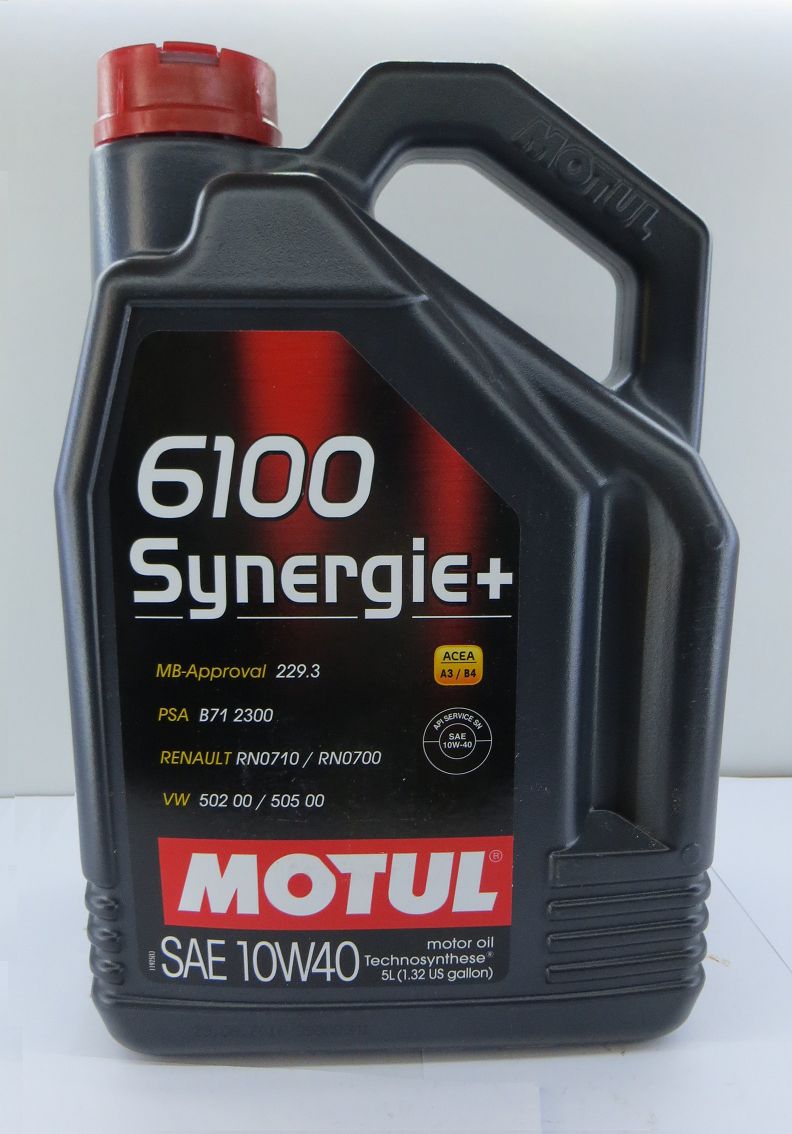 MOTUL
6100
Synergie+
MB-Approval 229.3
ACEA
A3 / B4
PSA B71 2300
API SERVICE SN
SAE
10W-40
RENAULT RN0710 / RN0700
VW 502 00 / 505 00
MOTUL®
SAE 10W40
motor oil
Technosynthese®
5L (1.32 US gallon)